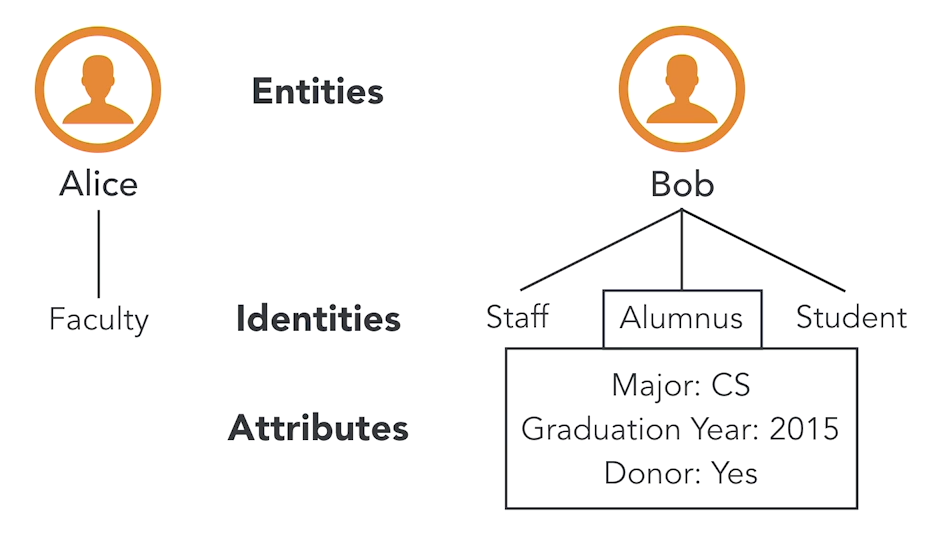 Entities
Alice
Bob
Faculty
Identities
Staff
Alumnus
Student
Attributes
Major: CS
Graduation Year: 2015
Donor: Yes